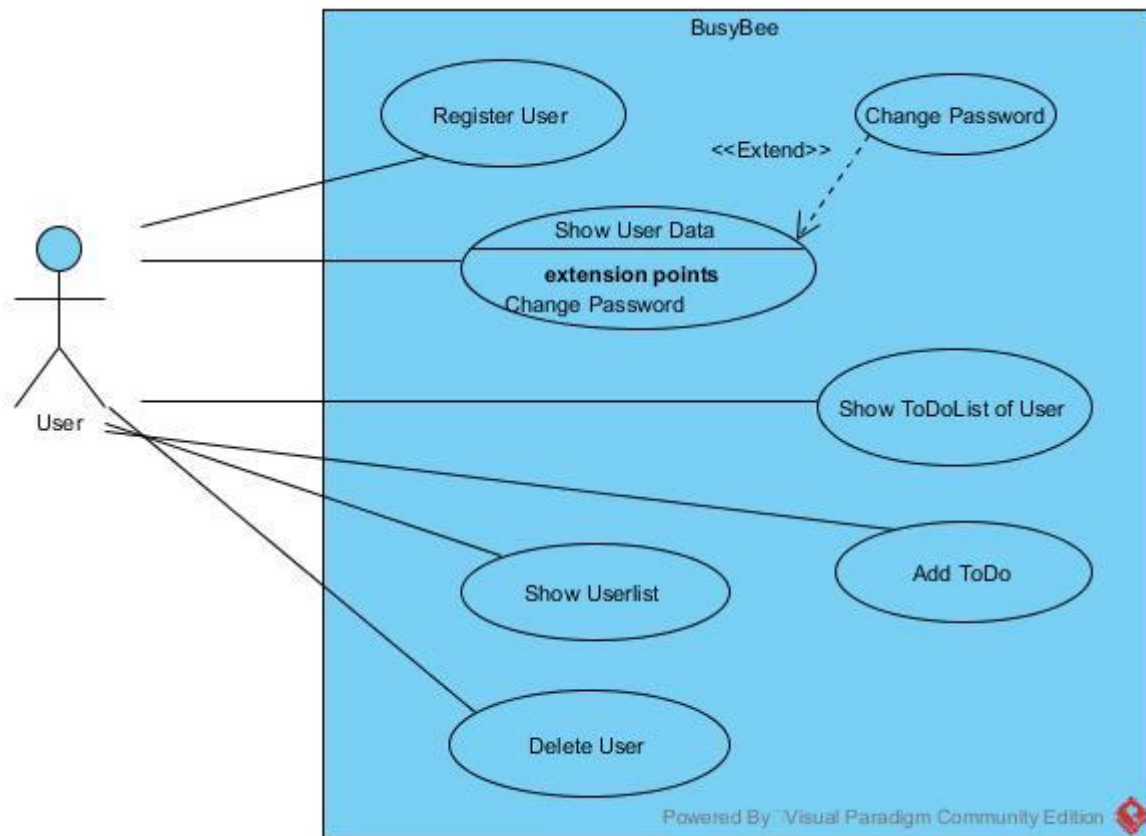 BusyBee
Register User
Change Password
<<Extend>>
Show User Data
extension points
Change Password
User
Show ToDoList of User
Add ToDo
Show Userlist
Delete User
Powered By Visual Paradigm Community Edition